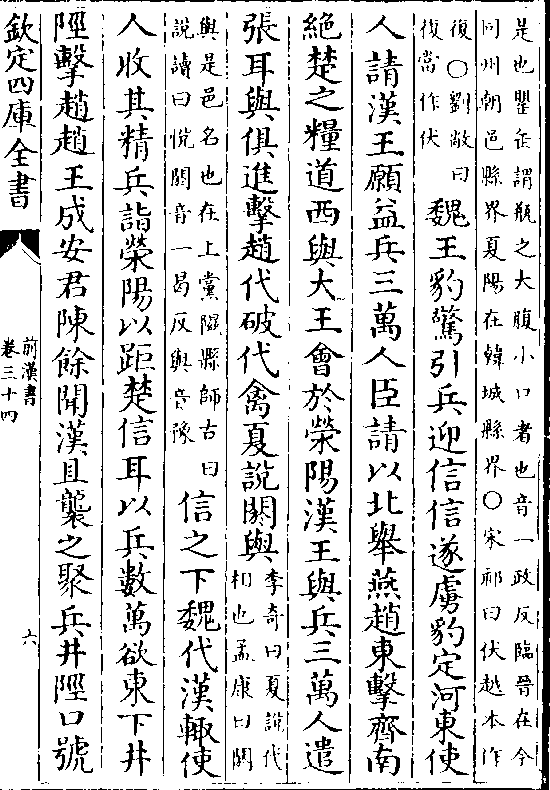 是也罌缶謂瓶之大腹小口者也音一政反臨晉在今
同州朝邑縣界夏陽在韓城縣界○宋祁曰伏越本作
復○劉敞曰
復當作伏
魏王豹驚引兵迎信信遂虜豹定河東使
人請漢王願益兵三萬人臣請以北舉燕趙東擊齊南
絶楚之糧道西與大王會於滎陽漢王與兵三萬人遣
張耳與俱進擊趙代破代禽夏說閼與
李奇曰夏說代
相也孟康曰閼
與是邑名也在上黨隰縣師古曰
說讀曰悅閼音一曷反與音豫
信之下魏代漢輒使
人收其精兵詣滎陽以距楚信耳以兵數萬欲東下井
陘擊趙趙王成安君陳餘聞漢且襲之聚兵井陘口號
欽定四庫全書
前漢書
卷三十四
六